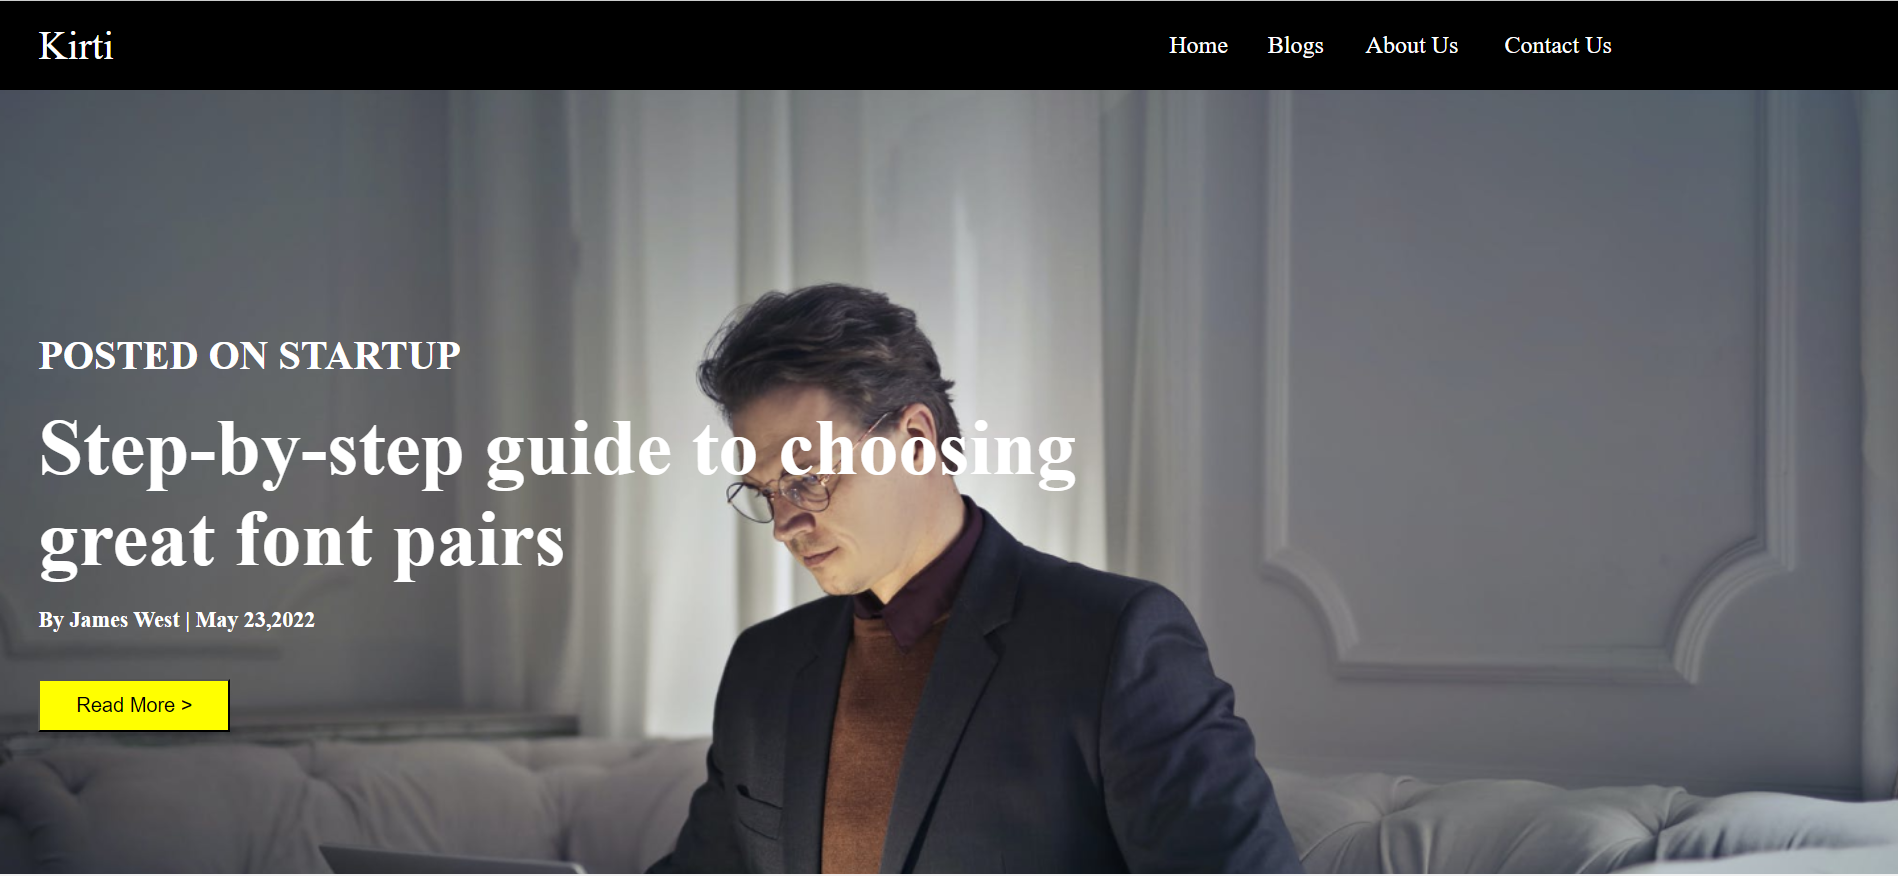 Kirti
Home Blogs About Us Contact Us
POSTED ON STARTUP
Step-by-step guide to choosing
great font pairs
By James West | May 23,2022
Read More >